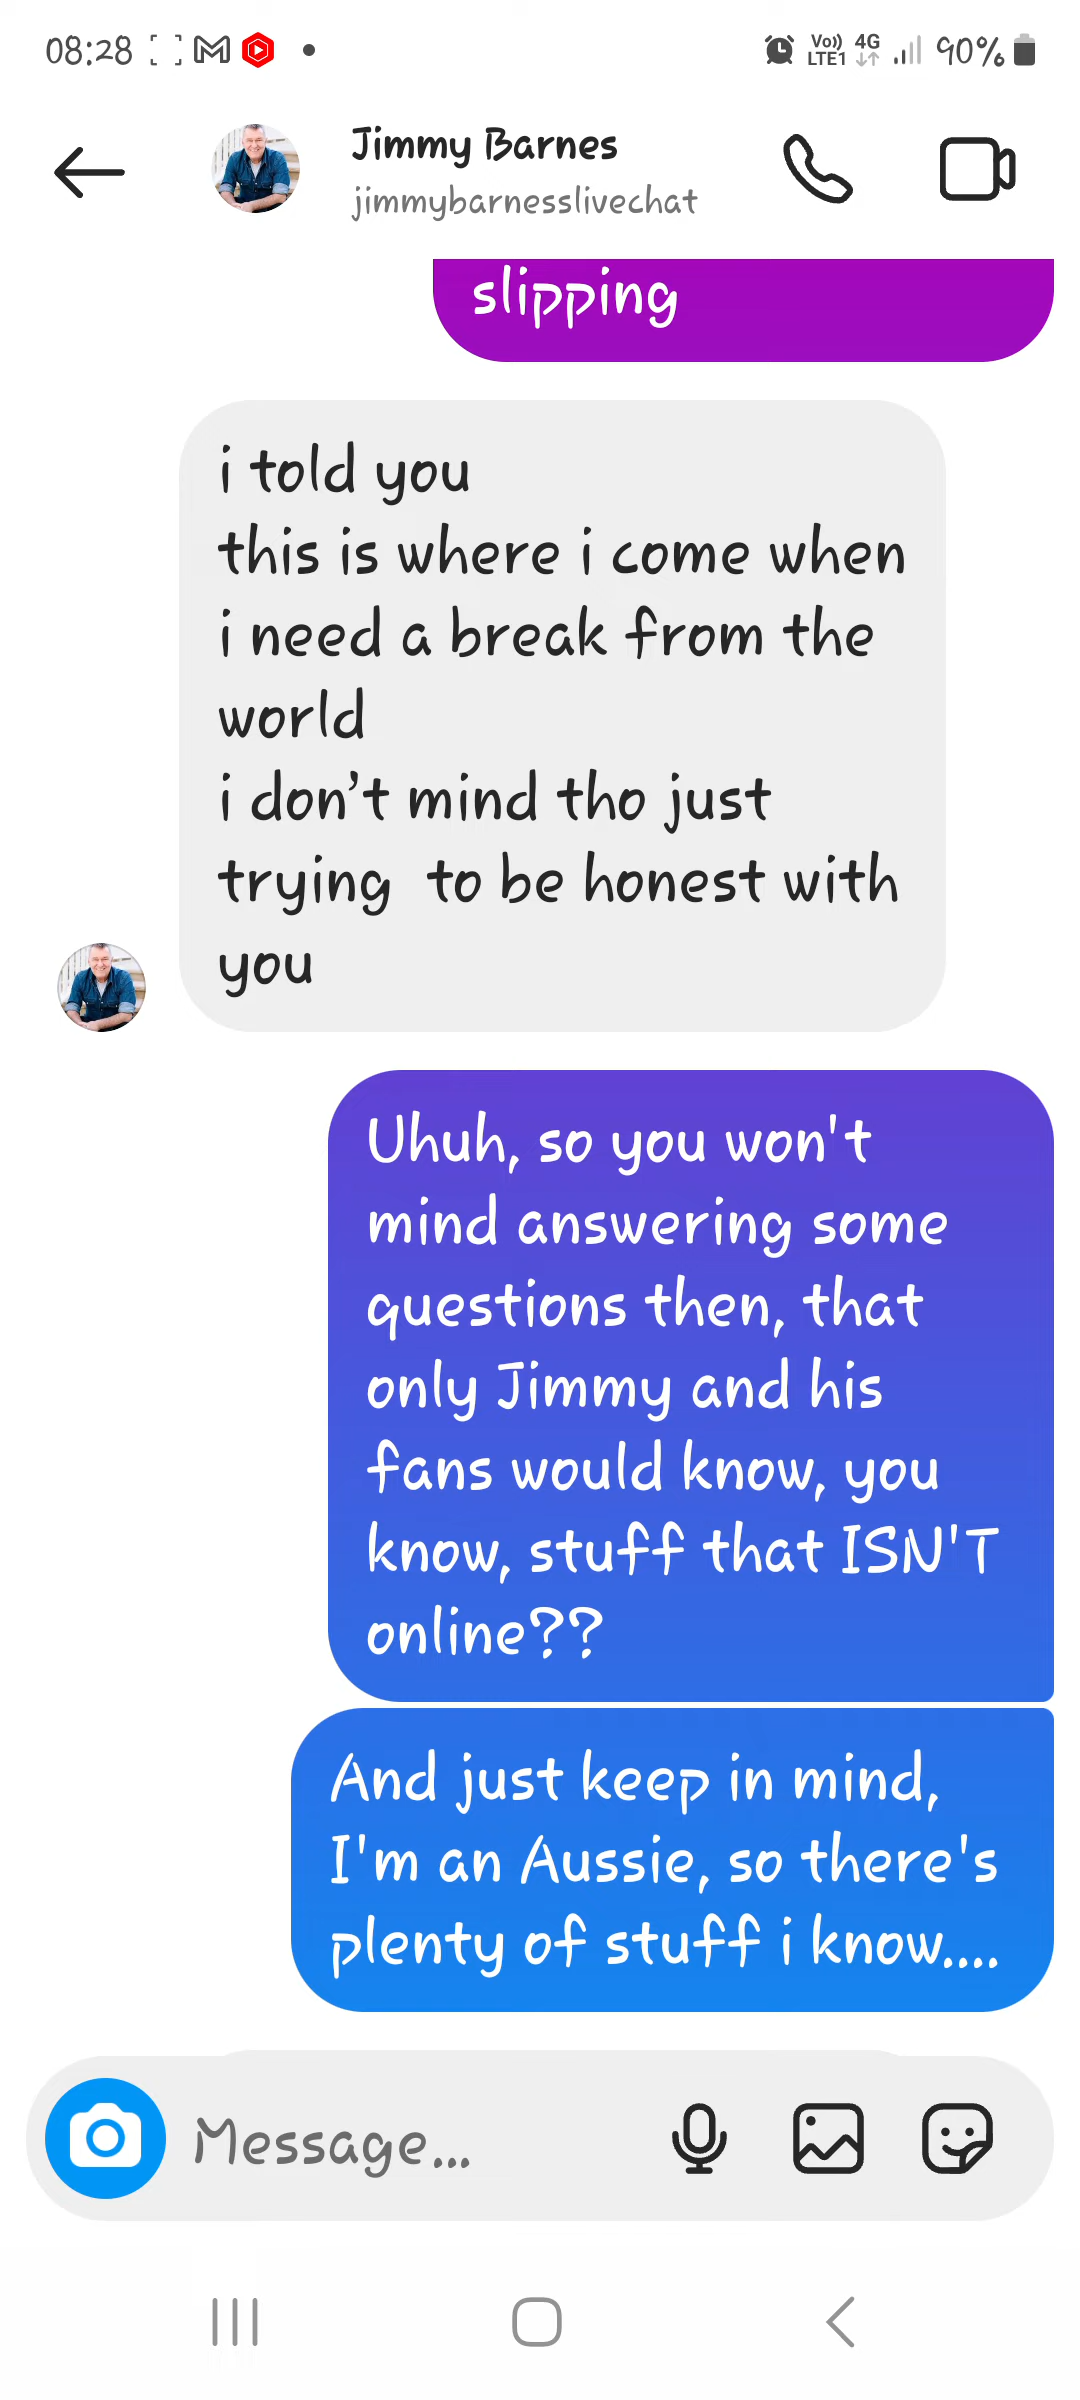 08:28
Vo)) 4G 90%
LTE1
Jimmy Barnes
jimmybarnesslivechat
slipping
i told you
this is where i come when
i need a break from the
world
i don't mind tho just
trying  to be honest with
you
Uhuh, so you won't
mind answering some
questions then, that
only Jimmy and his
fans would know, you
know, stuff that ISN'T
online??
And just keep in mind,
I'm an Aussie, so there's
plenty of stuff i know....
Message...